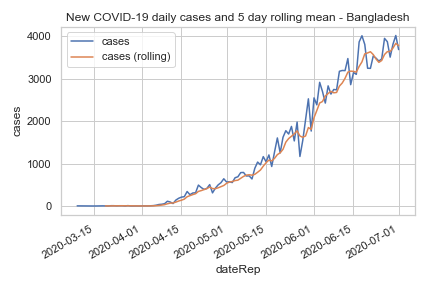 New COVID-19 daily cases and 5 day rolling mean - Bangladesh
cases
cases (rolling)
4000
3000
2000
1000
0
cases
2020-03-15
2020-04-01
2020-04-15
2020-05-01
2020-05-15
2020-06-01
2020-06-15
2020-07-01
dateRep